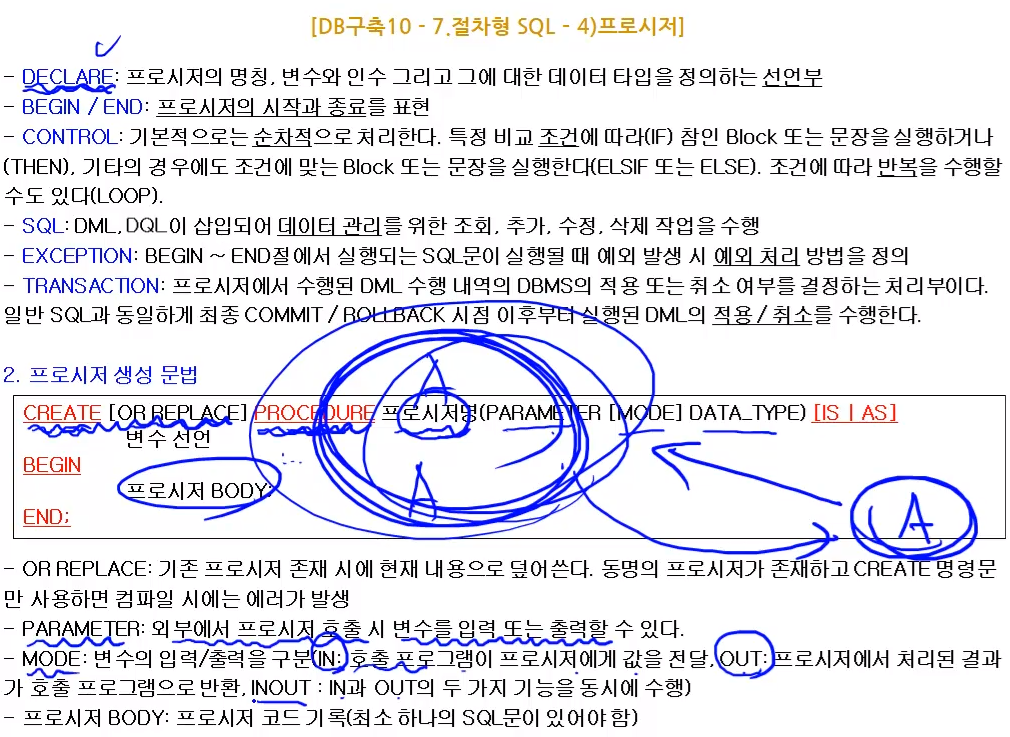 [DB구축10 - 7.절차형 SQL - 4)프로시저]
- DECLARE: 프로시저의 명칭, 변수와 인수 그리고 그에 대한 데이터 타입을 정의하는 선언부
- BEGIN / END: 프로시저의 시작과 종료를 표현
- CONTROL: 기본적으로는 순차적으로 처리한다. 특정 비교 조건에 따라(IF) 참인 Block 또는 문장을 실행하거나
(THEN), 기타의 경우에도 조건에 맞는 Block 또는 문장을 실행한다(ELSIF 또는 ELSE). 조건에 따라 반복을 수행할
수도 있다(LOOP).
- SQL: DML, DQL이 삽입되어 데이터 관리를 위한 조회, 추가, 수정, 삭제 작업을 수행
- EXCEPTION: BEGIN ~ END절에서 실행되는 SQL문이 실행될 때 예외 발생 시 예외 처리 방법을 정의
- TRANSACTION: 프로시저에서 수행된 DML 수행 내역의 DBMS의 적용 또는 취소 여부를 결정하는 처리부이다.
일반 SQL과 동일하게 최종 COMMIT / ROLLBACK 시점 이후부터 실행된 DML의 적용 / 취소를 수행한다.
2. 프로시저 생성 문법
A
CREATE [OR REPLACE] PROCEDURE 프로시저명(PARAMETER [MODE] DATA_TYPE) [IS | AS]
변수 선언
BEGIN
프로시저 BODY;
A
END;
A
- OR REPLACE: 기존 프로시저 존재 시에 현재 내용으로 덮어쓴다. 동명의 프로시저가 존재하고 CREATE 명령문
만 사용하면 컴파일 시에는 에러가 발생
- PARAMETER: 외부에서 프로시저 호출 시 변수를 입력 또는 출력할 수 있다.
- MODE: 변수의 입력/출력을 구분(IN: 호출 프로그램이 프로시저에게 값을 전달, OUT: 프로시저에서 처리된 결과
가 호출 프로그램으로 반환, INOUT : IN과 OUT의 두 가지 기능을 동시에 수행)
- 프로시저 BODY: 프로시저 코드 기록(최소 하나의 SQL문이 있어야 함)